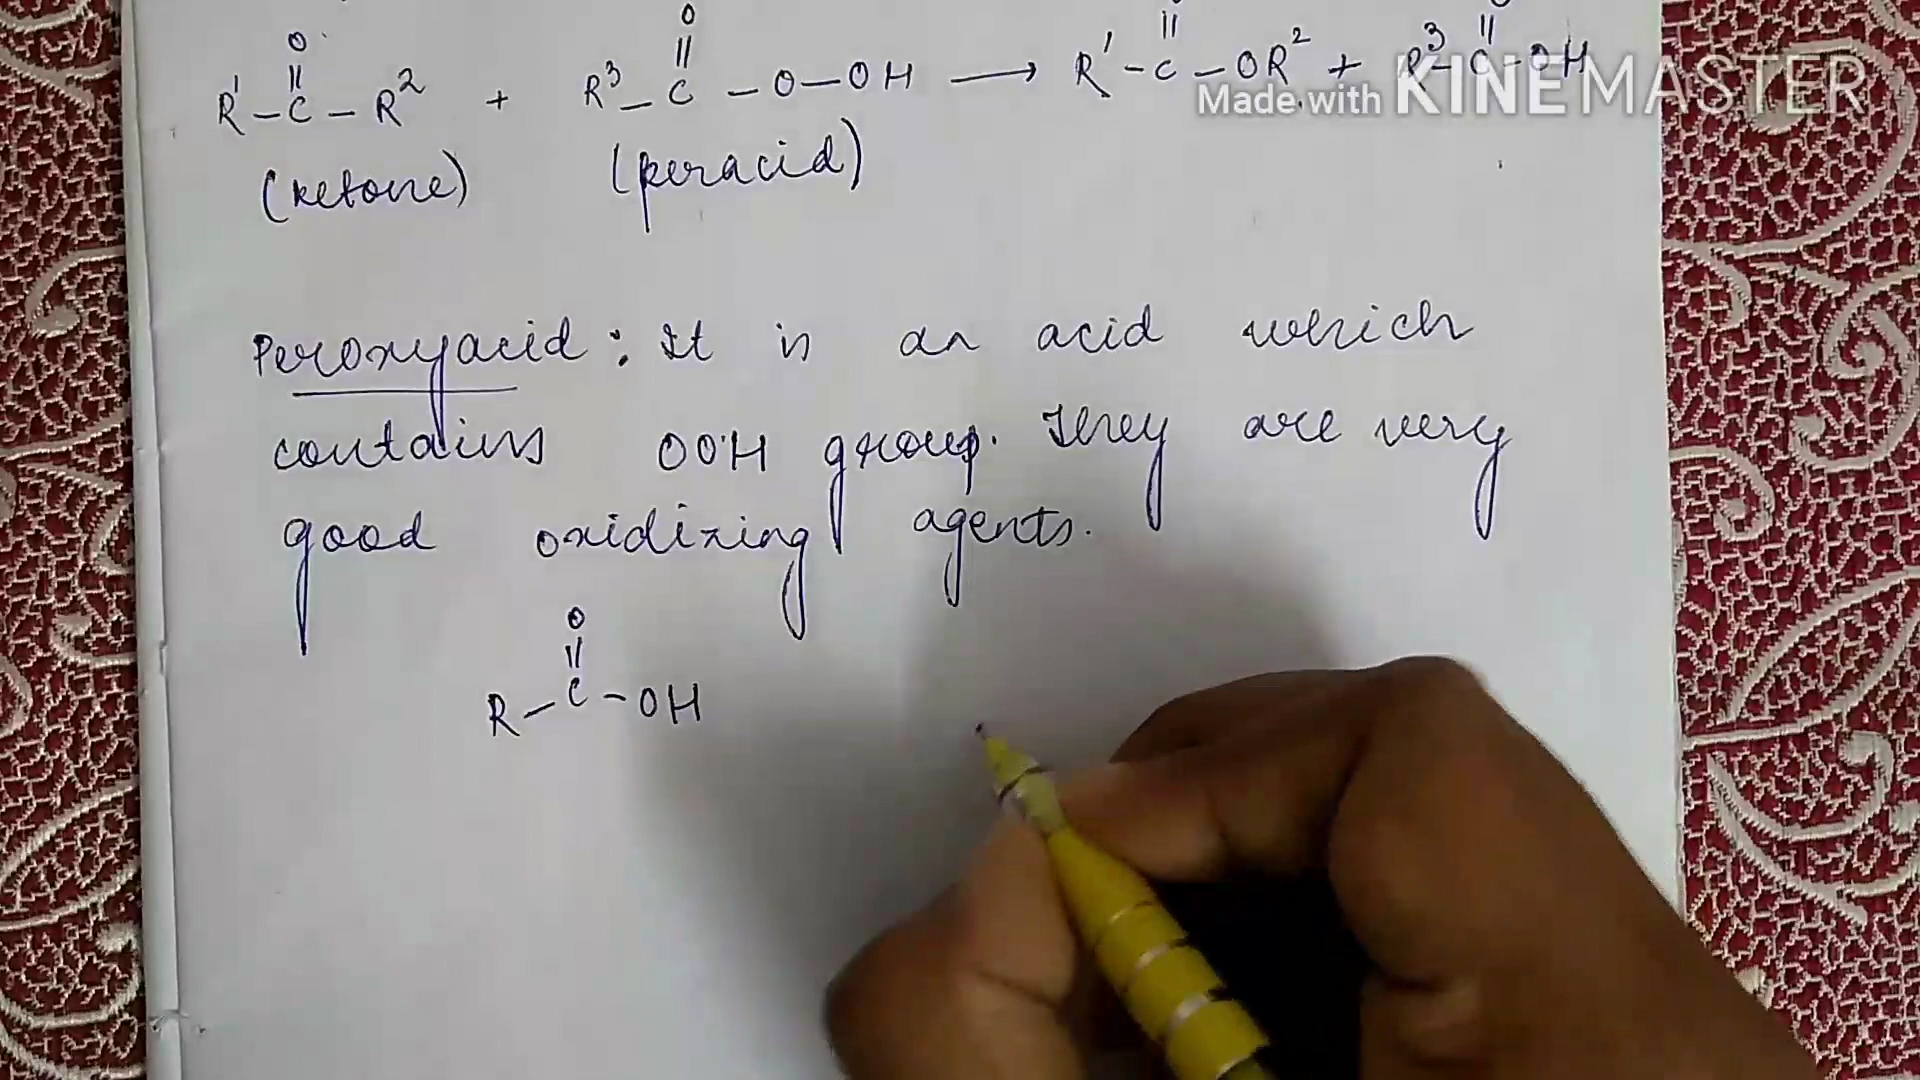 O O O
R¹–C–R² + R³–C–O–OH → R¹–C–OR² + R³–C–OH
Made with KINEMASTER
(ketone) (peracid)
Peroxyacid : It is an acid which
contains OOH group. They are very
good oxidizing agents.
O
R–C–OH